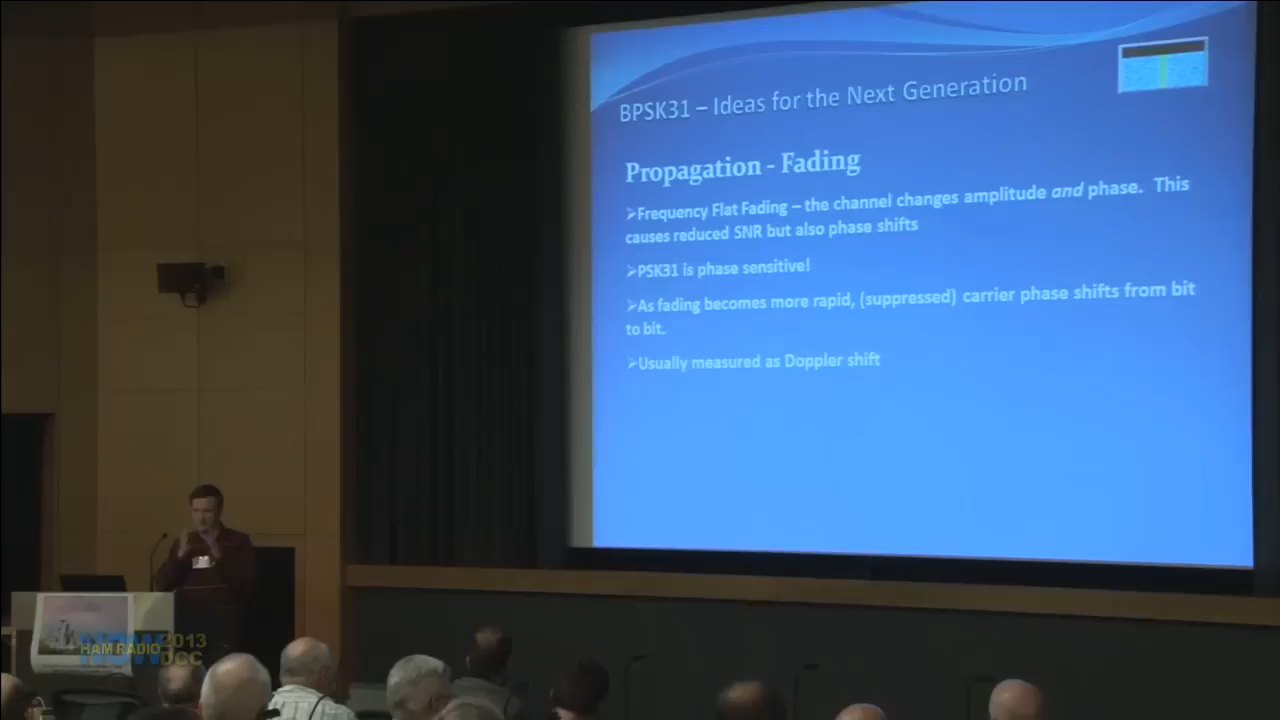 BPSK31 – Ideas for the Next Generation
Propagation - Fading
➢Frequency Flat Fading – the channel changes amplitude and phase. This
causes reduced SNR but also phase shifts
➢PSK31 is phase sensitive!
➢As fading becomes more rapid, (suppressed) carrier phase shifts from bit
to bit.
➢Usually measured as Doppler shift
HAM RADIO 2013
DCC